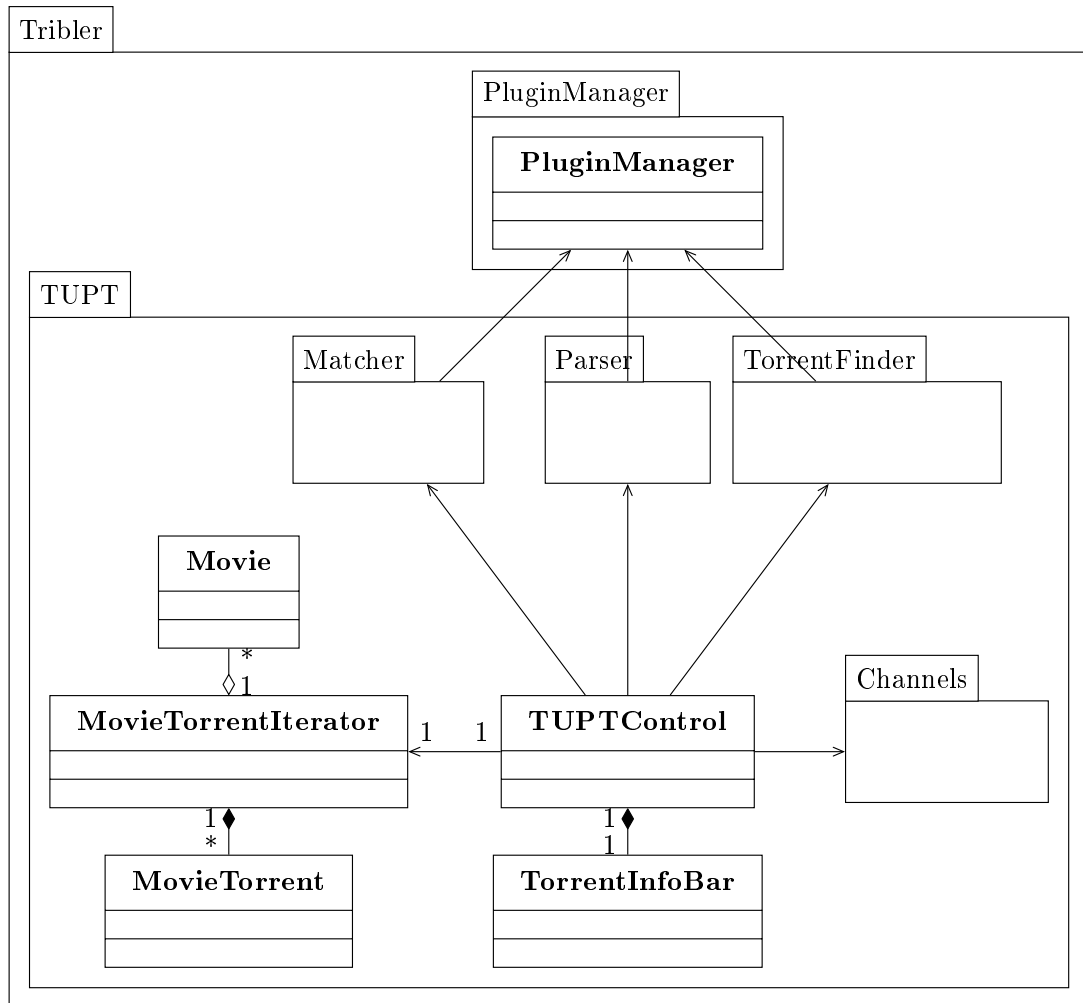 Tribler
PluginManager
PluginManager
TUPT
Matcher
Parser
TorrentFinder
Movie
*
1
Channels
MovieTorrentIterator
1
1
TUPTControl
1
*
1
1
MovieTorrent
TorrentInfoBar